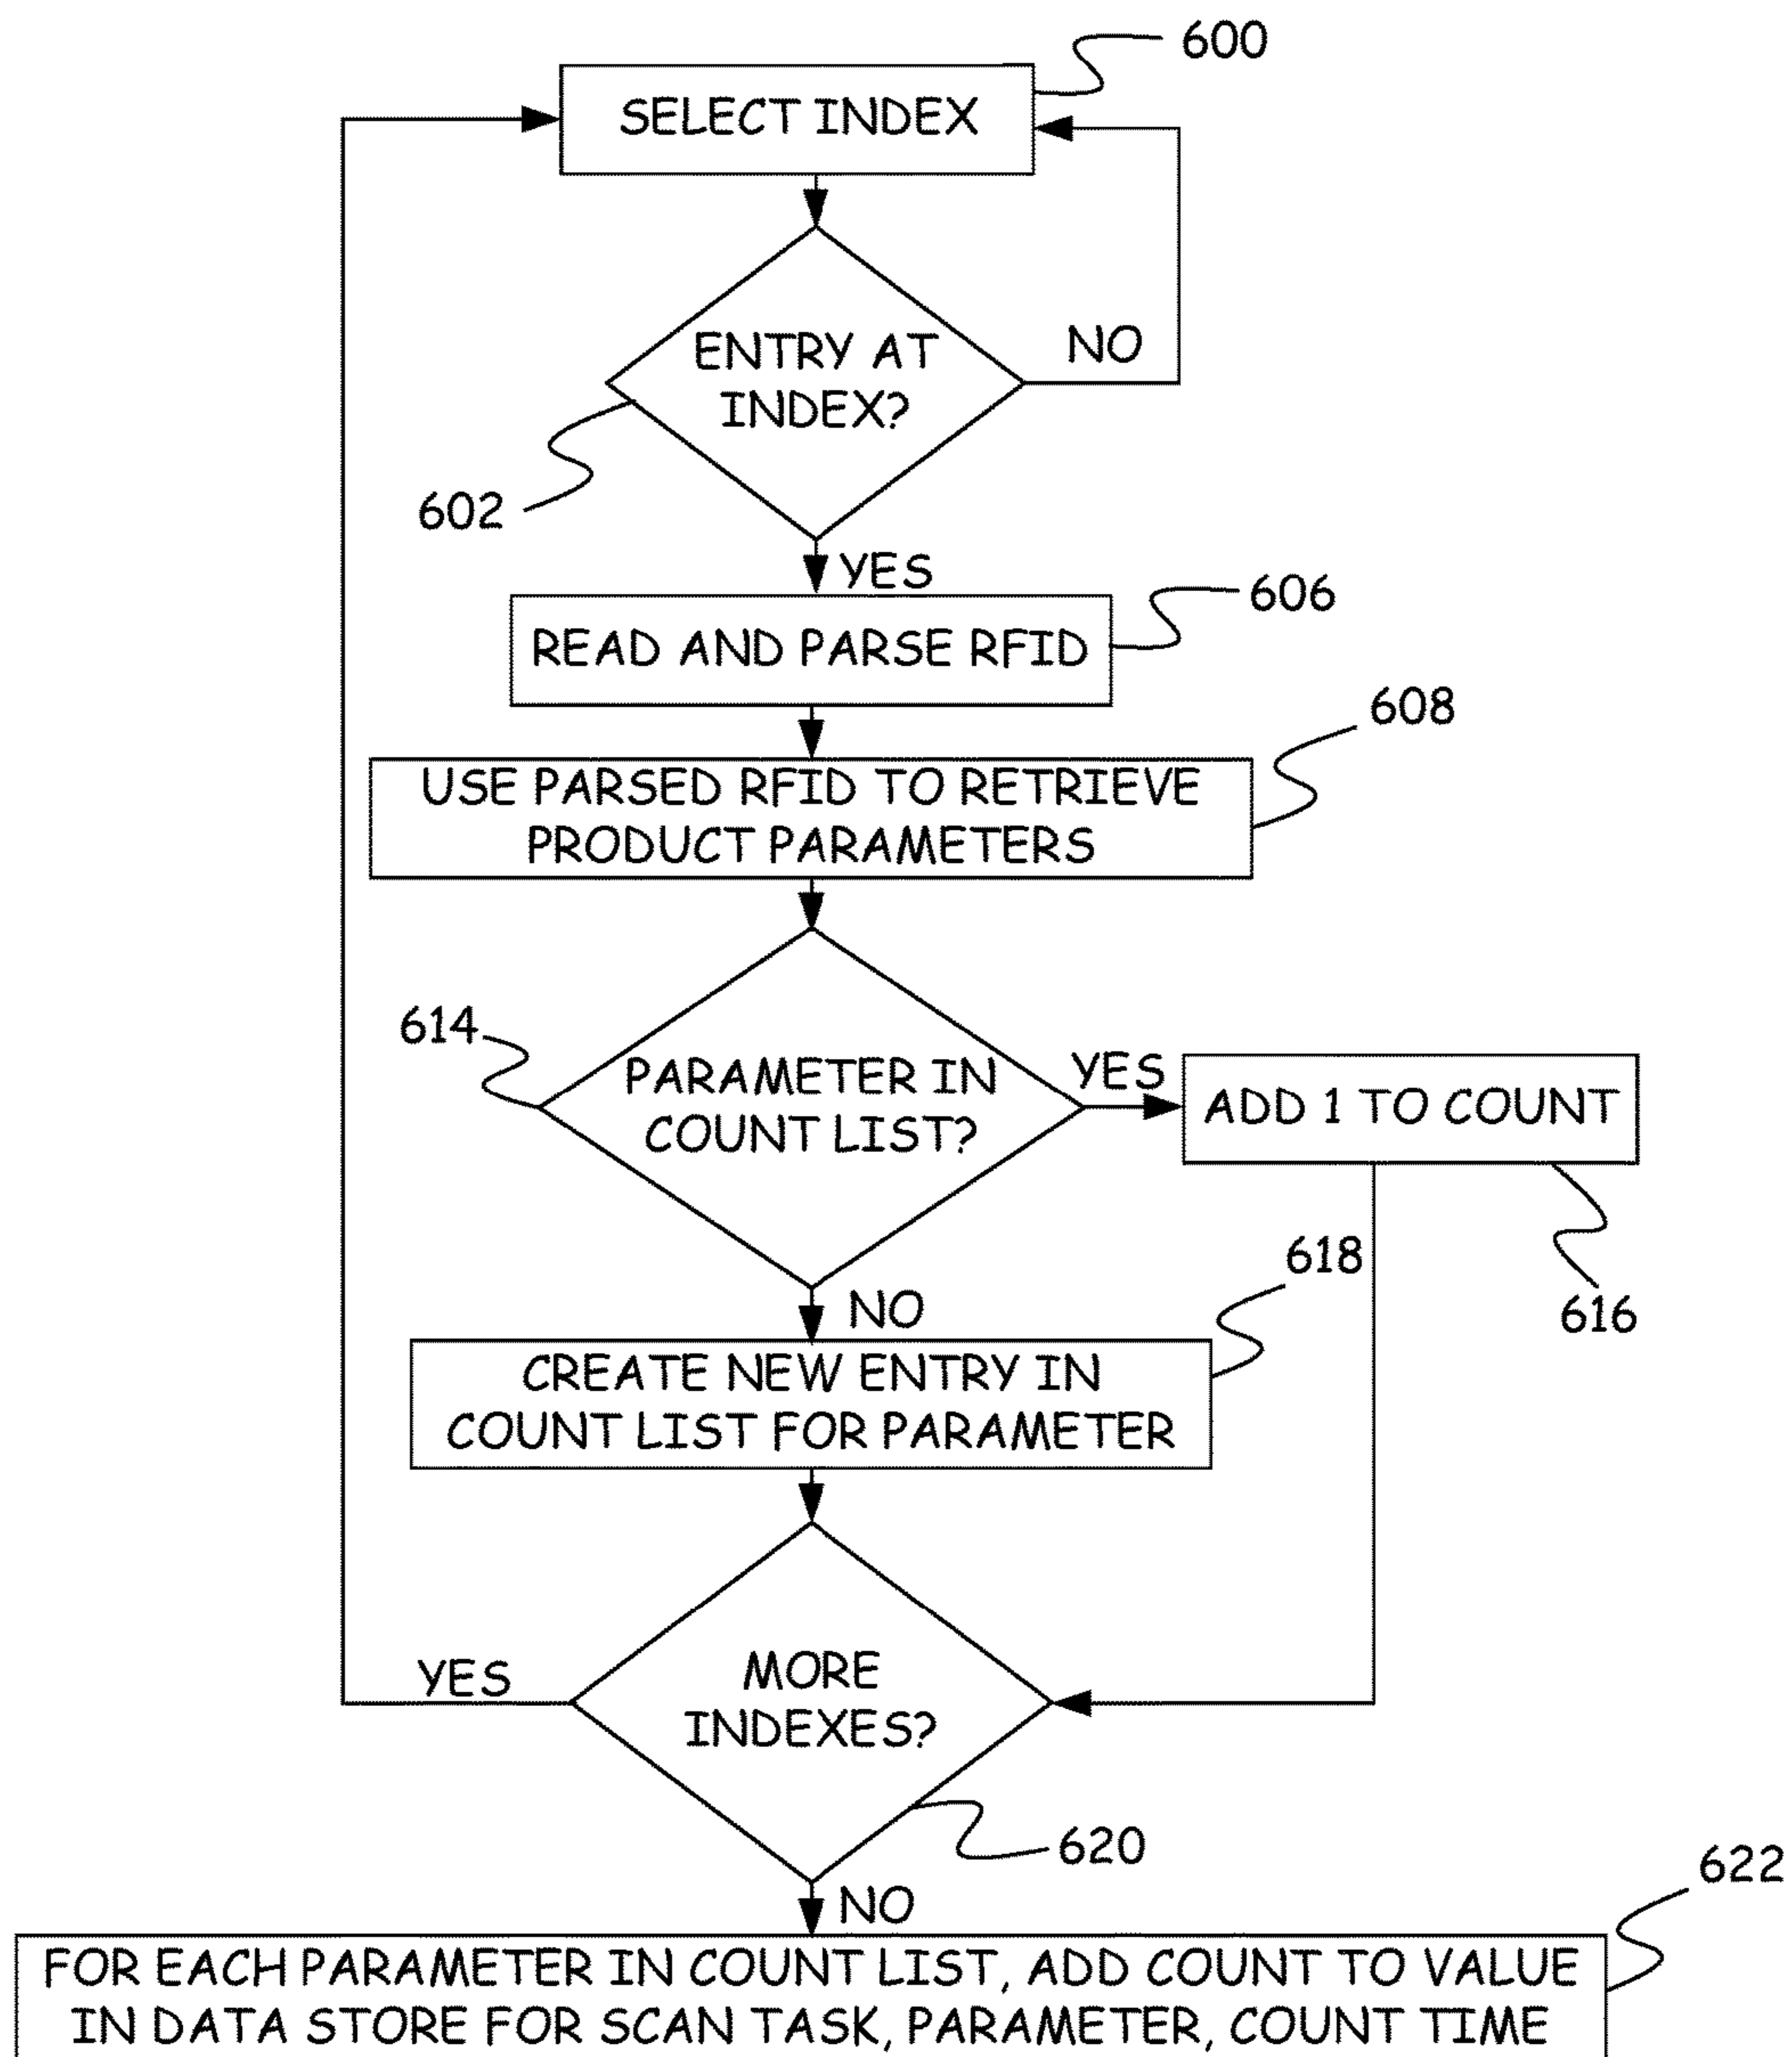 600
SELECT INDEX
ENTRY AT
INDEX?
NO
602
YES
606
READ AND PARSE RFID
608
USE PARSED RFID TO RETRIEVE
PRODUCT PARAMETERS
614
PARAMETER IN
COUNT LIST?
YES
ADD 1 TO COUNT
616
618
NO
CREATE NEW ENTRY IN
COUNT LIST FOR PARAMETER
YES
MORE
INDEXES?
620
622
NO
FOR EACH PARAMETER IN COUNT LIST, ADD COUNT TO VALUE
IN DATA STORE FOR SCAN TASK, PARAMETER, COUNT TIME